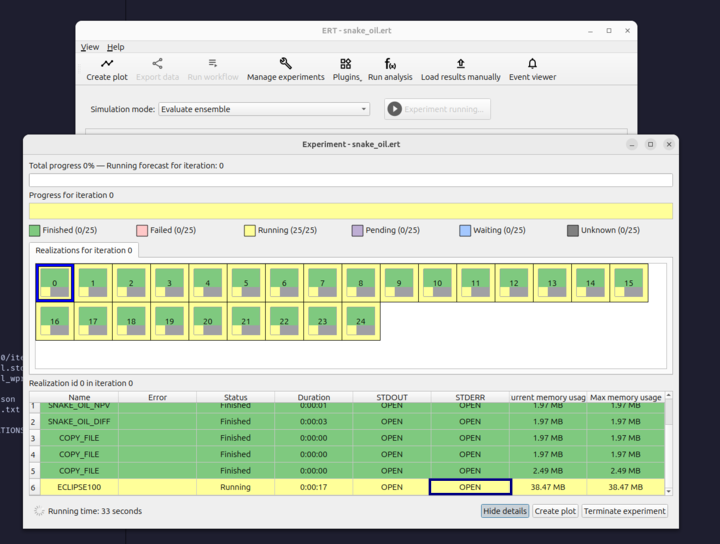 ERT - snake_oil.ert
View Help
Create plot Export data Run workflow Manage experiments Plugins Run analysis Load results manually Event viewer
Simulation mode: Evaluate ensemble Experiment running...
Experiment - snake_oil.ert
Total progress 0% — Running forecast for iteration: 0
Progress for iteration 0
Finished (0/25) Failed (0/25) Running (25/25) Pending (0/25) Waiting (0/25) Unknown (0/25)
Realizations for iteration 0
0 1 2 3 4 5 6 7 8 9 10 11 12 13 14 15
16 17 18 19 20 21 22 23 24
Realization id 0 in iteration 0
Name Error Status Duration STDOUT STDERR urrent memory usag Max memory usage
1 SNAKE_OIL_NPV Finished 0:00:01 OPEN OPEN 1.97 MB 1.97 MB
2 SNAKE_OIL_DIFF Finished 0:00:03 OPEN OPEN 1.97 MB 1.97 MB
3 COPY_FILE Finished 0:00:00 OPEN OPEN 1.97 MB 1.97 MB
4 COPY_FILE Finished 0:00:00 OPEN OPEN 1.97 MB 1.97 MB
5 COPY_FILE Finished 0:00:00 OPEN OPEN 2.49 MB 2.49 MB
6 ECLIPSE100 Running 0:00:17 OPEN OPEN 38.47 MB 38.47 MB
Running time: 33 seconds Hide details Create plot Terminate experiment
0/ite
l.sto
l_wp
son
.txt
TIONS